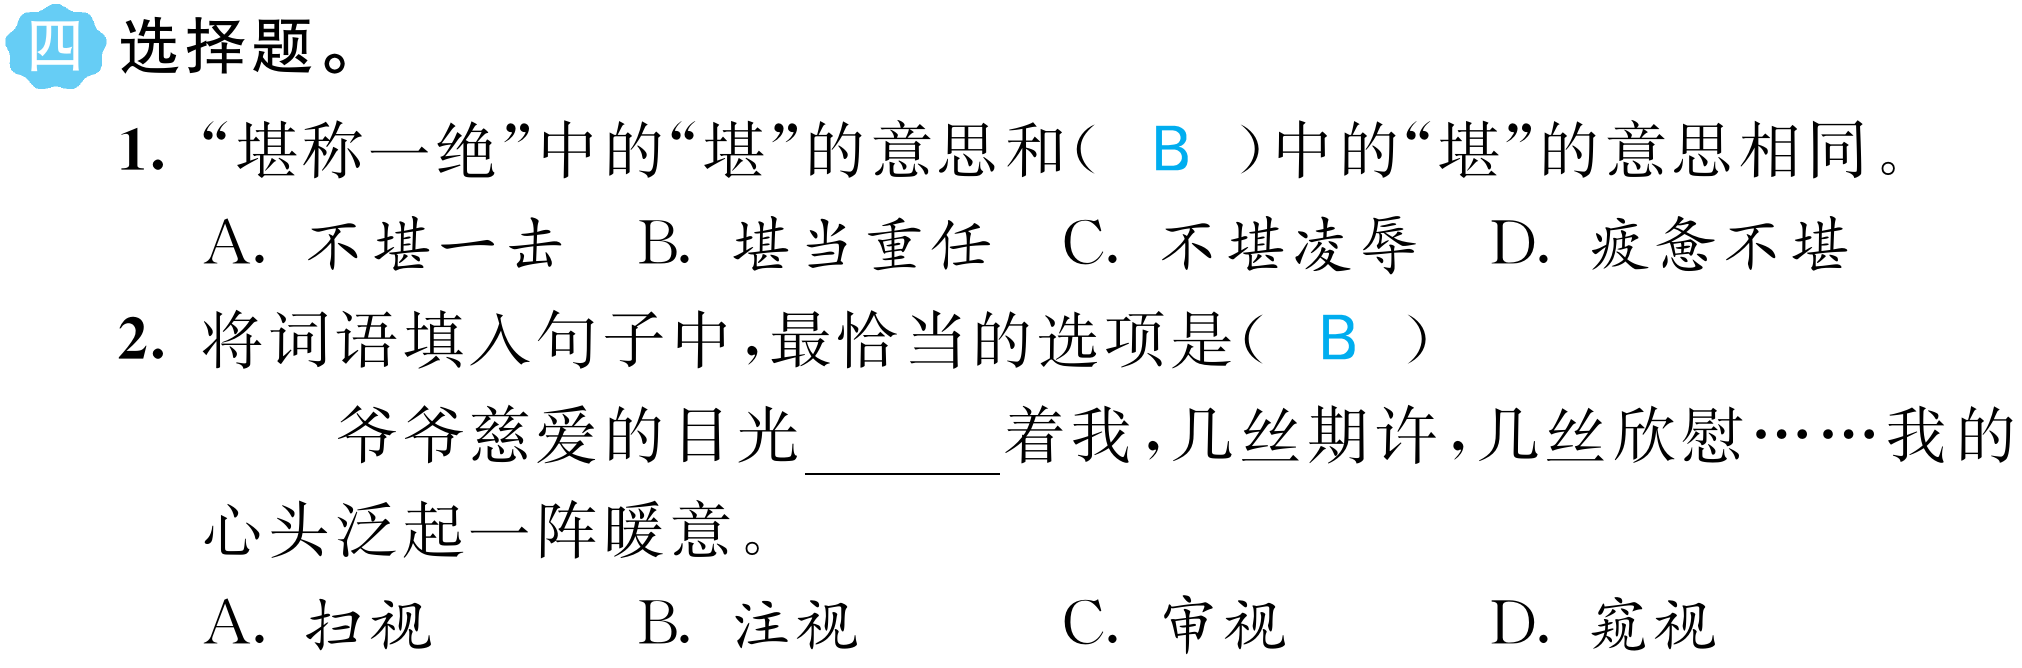 四 选择题。
1. “堪称一绝”中的“堪”的意思和( B )中的“堪”的意思相同。
A. 不堪一击 B. 堪当重任 C. 不堪凌辱 D. 疲惫不堪
2. 将词语填入句子中,最恰当的选项是( B )
爷爷慈爱的目光______着我,几丝期许,几丝欣慰……我的
心头泛起一阵暖意。
A. 扫视 B. 注视 C. 审视 D. 窥视